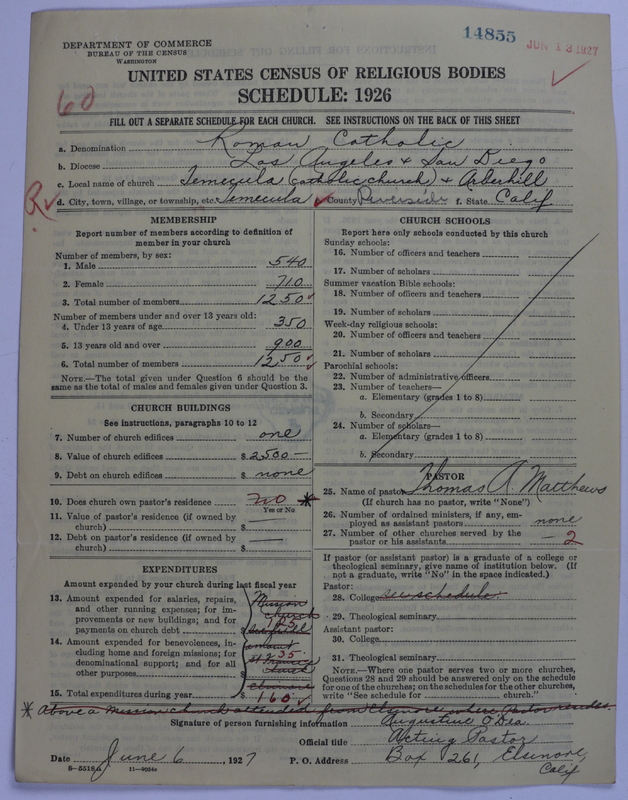 14855
JUN 13 1927
DEPARTMENT OF COMMERCE
BUREAU OF THE CENSUS
WASHINGTON
UNITED STATES CENSUS OF RELIGIOUS BODIES
SCHEDULE: 1926
60
FILL OUT A SEPARATE SCHEDULE FOR EACH CHURCH. SEE INSTRUCTIONS ON THE BACK OF THIS SHEET
a. Denomination Roman Catholic
b. Diocese Los Angeles & San Diego
c. Local name of church Temecula (Catholic church) & Arberhill
d. City, town, village, or township, etc. Temecula County Riverside f. State Calif
R
MEMBERSHIP
Report number of members according to definition of member in your church
Number of members, by sex:
1. Male 540
2. Female 710
3. Total number of members 1250
Number of members under and over 13 years old:
4. Under 13 years of age 350
5. 13 years old and over 900
6. Total number of members 1250
NOTE.—The total given under Question 6 should be the
same as the total of males and females given under Question 3.
CHURCH BUILDINGS
See instructions, paragraphs 10 to 12
7. Number of church edifices one
8. Value of church edifices $2500—
9. Debt on church edifices $ none
10. Does church own pastor's residence no *
Yes or No
11. Value of pastor's residence (if owned by
church) $ —
12. Debt on pastor's residence (if owned by
church) $ —
EXPENDITURES
Amount expended by your church during last fiscal year
13. Amount expended for salaries, repairs,
and other running expenses; for im-
provements or new buildings; and for
payments on church debt $ Mission church 125
14. Amount expended for benevolences, in-
cluding home and foreign missions; for
denominational support; and for all
other purposes amount 35
15. Total expenditures during year $ 160
CHURCH SCHOOLS
Report here only schools conducted by this church
Sunday schools:
16. Number of officers and teachers
17. Number of scholars
Summer vacation Bible schools:
18. Number of officers and teachers
19. Number of scholars
Week-day religious schools:
20. Number of officers and teachers
21. Number of scholars
Parochial schools:
22. Number of administrative officers
23. Number of teachers—
a. Elementary (grades 1 to 8)
b. Secondary
24. Number of scholars—
a. Elementary (grades 1 to 8)
b. Secondary
PASTOR
25. Name of pastor Thomas A. Matthews
(If church has no pastor, write "None")
26. Number of ordained ministers, if any, em-
ployed as assistant pastors none
27. Number of other churches served by the
pastor or his assistants — 2
If pastor (or assistant pastor) is a graduate of a college or
theological seminary, give name of institution below. (If
not a graduate, write "No" in the space indicated.)
Pastor:
28. College see schedule
29. Theological seminary
Assistant pastor:
30. College
31. Theological seminary
NOTE.—Where one pastor serves two or more churches,
Questions 28 and 29 should be answered only on the schedule
for one of the churches; on the schedules for the other churches,
write "See schedule for church."
* Above a mission church attended from Elsinore where Pastor resides.
Signature of person furnishing information Augustine O'Dea
Official title Acting Pastor
Date June 6, 1927 P. O. Address Box 261, Elsinore, Calif
8—5518a 11—9924a